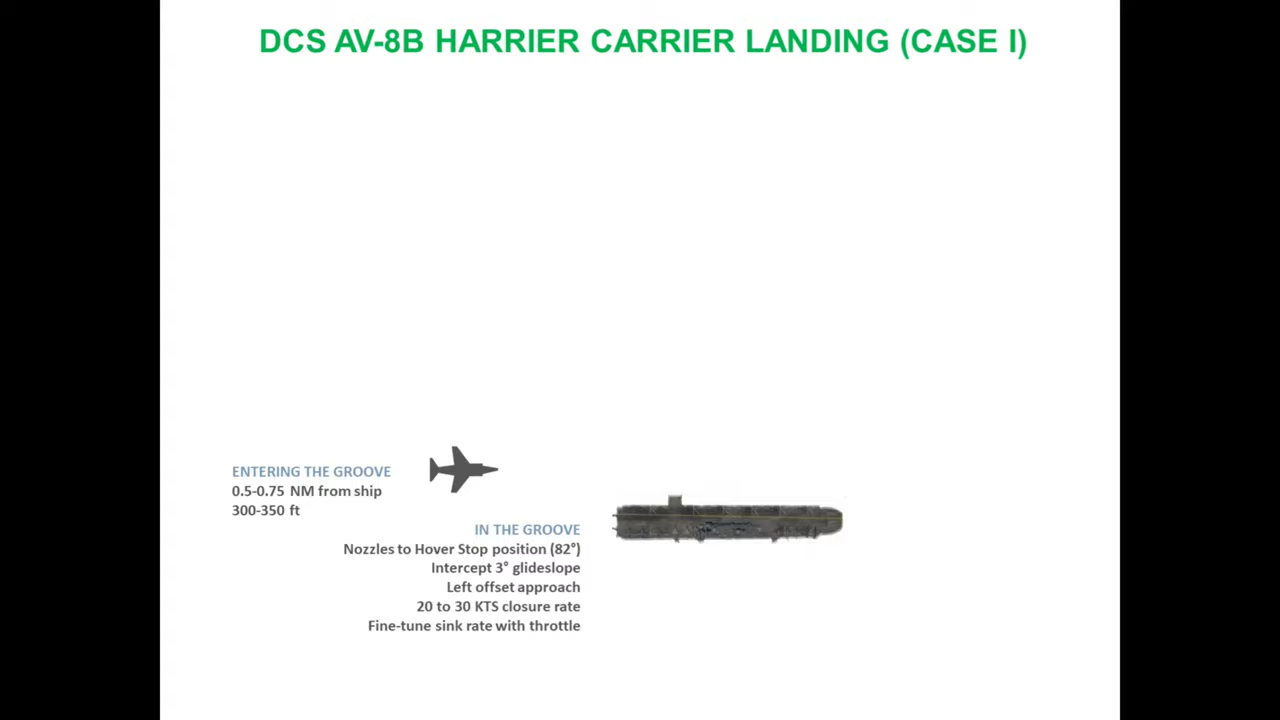 DCS AV-8B HARRIER CARRIER LANDING (CASE I)
ENTERING THE GROOVE
0.5-0.75 NM from ship
300-350 ft
IN THE GROOVE
Nozzles to Hover Stop position (82°)
Intercept 3° glideslope
Left offset approach
20 to 30 KTS closure rate
Fine-tune sink rate with throttle